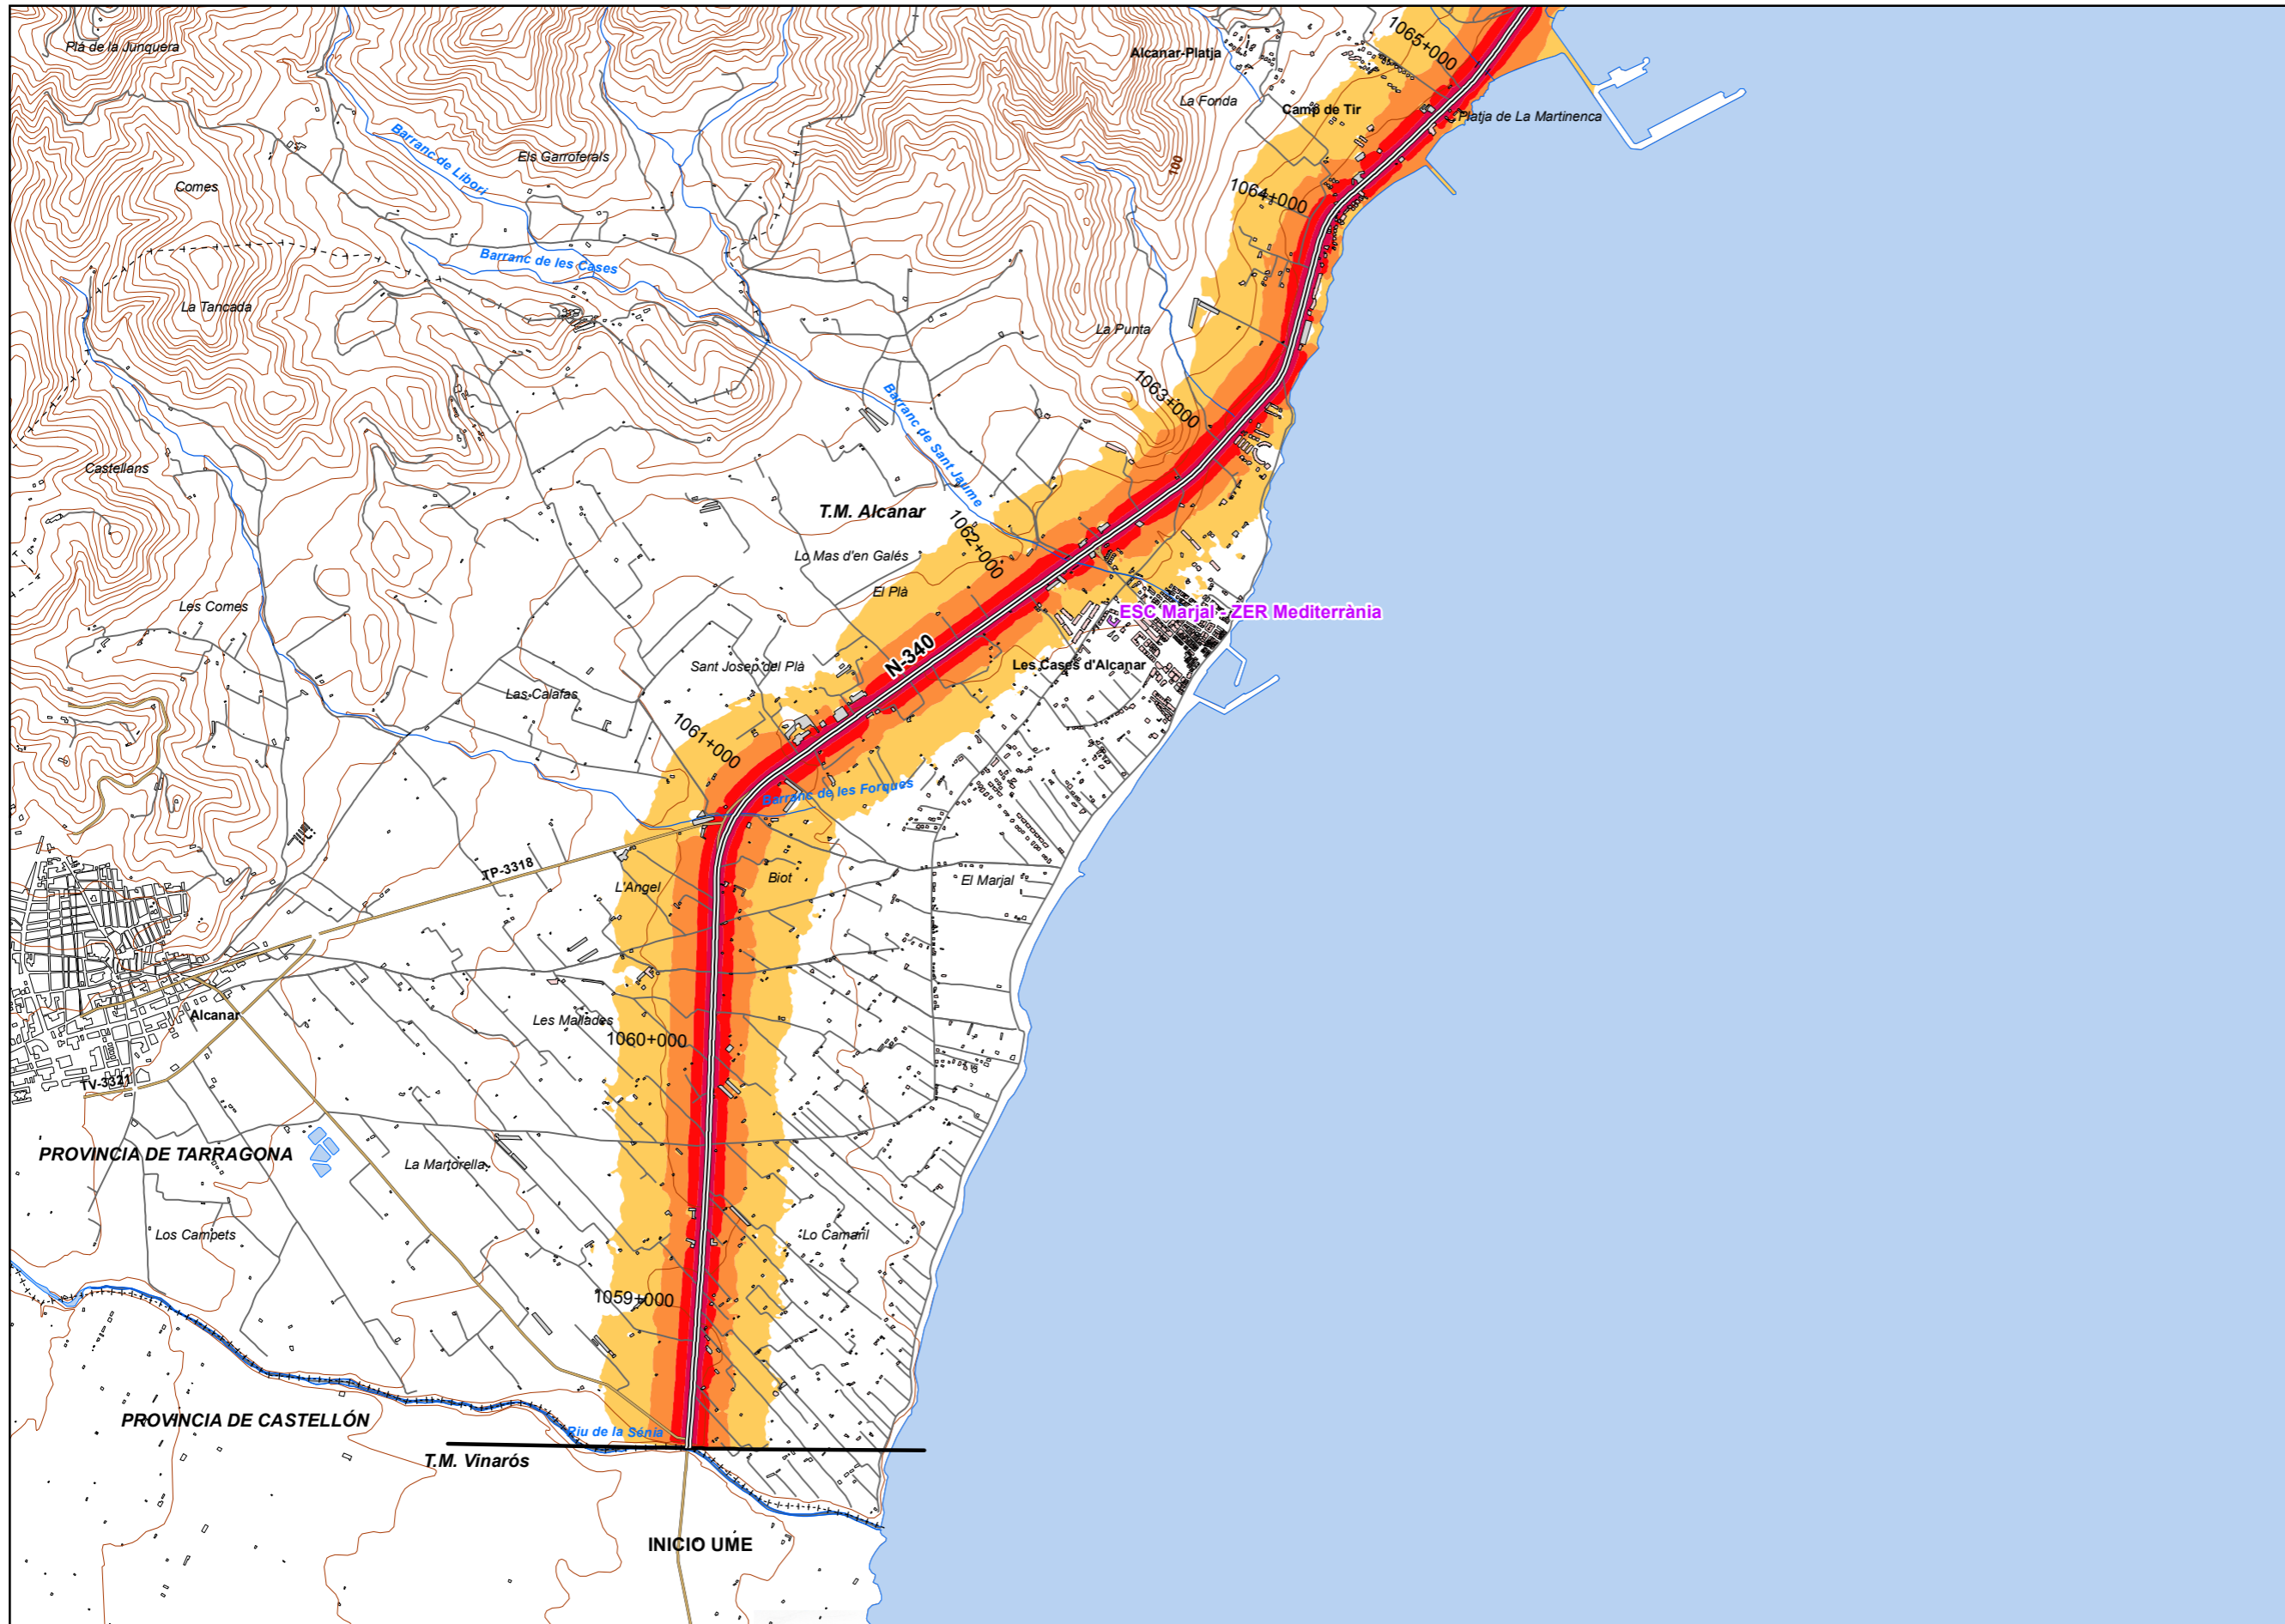 Plá de la Junquera
Alcanar-Platja
1065+000
La Fonda
Camp de Tir
Platja de La Martinenca
Barranc de Libori
Els Garroferals
100
Comes
1064+000
Barranc de les Cases
La Tancada
La Punta
1063+000
Barranc de Sant Jaume
Castellans
T.M. Alcanar
1062+000
Lo Mas d'en Galés
El Plà
Les Comes
ESC Marjal - ZER Mediterrània
N-340
Sant Josep del Plà
Les Cases d'Alcanar
Las Calafas
1061+000
Barranc de les Forques
TP-3318
L'Angel
Biot
El Marjal
Alcanar
Les Mallades
1060+000
TV-3321
PROVINCIA DE TARRAGONA
La Martorella
Los Campets
Lo Camaril
1059+000
PROVINCIA DE CASTELLÓN
Riu de la Sénia
T.M. Vinarós
INICIO UME